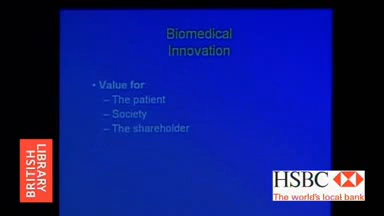 Biomedical
Innovation
• Value for
– The patient
– Society
– The shareholder
BRITISH
LIBRARY
HSBC
The world's local bank